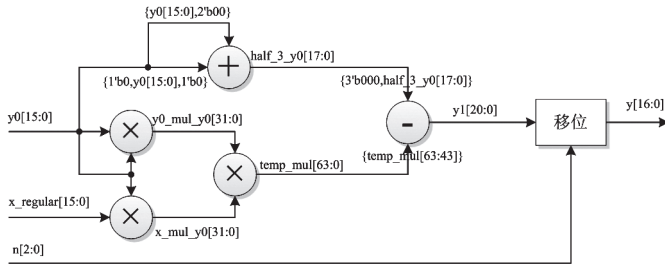 {y0[15:0],2'b00}
+
half_3_y0[17:0]
{1'b0,y0[15:0],1'b0}
{3'b000,half_3_y0[17:0]}
y0[15:0]
×
y0_mul_y0[31:0]
-
y1[20:0]
移位
y[16:0]
×
temp_mul[63:0]
{temp_mul[63:43]}
x_regular[15:0]
×
x_mul_y0[31:0]
n[2:0]